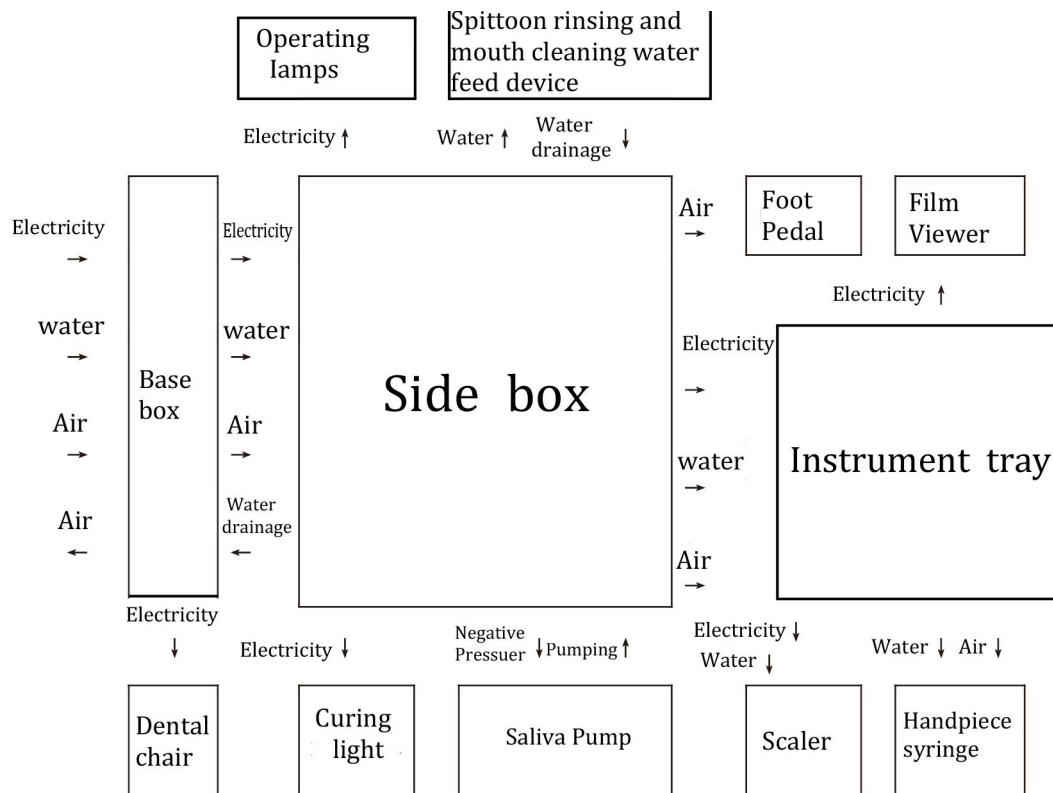 Operating
Iamps
Spittoon rinsing and
mouth cleaning water
feed device
Electricity
Water
Water
drainage
Electricity
water
Air
Air
Base
box
Electricity
water
Air
Water
drainage
Side box
Air
Foot
Pedal
Film
Viewer
Electricity
Electricity
water
Air
Instrument tray
Electricity
Electricity
Negative
Pressuer
Pumping
Electricity
Water
Water
Air
Dental
chair
Curing
light
Saliva Pump
Scaler
Handpiece
syringe